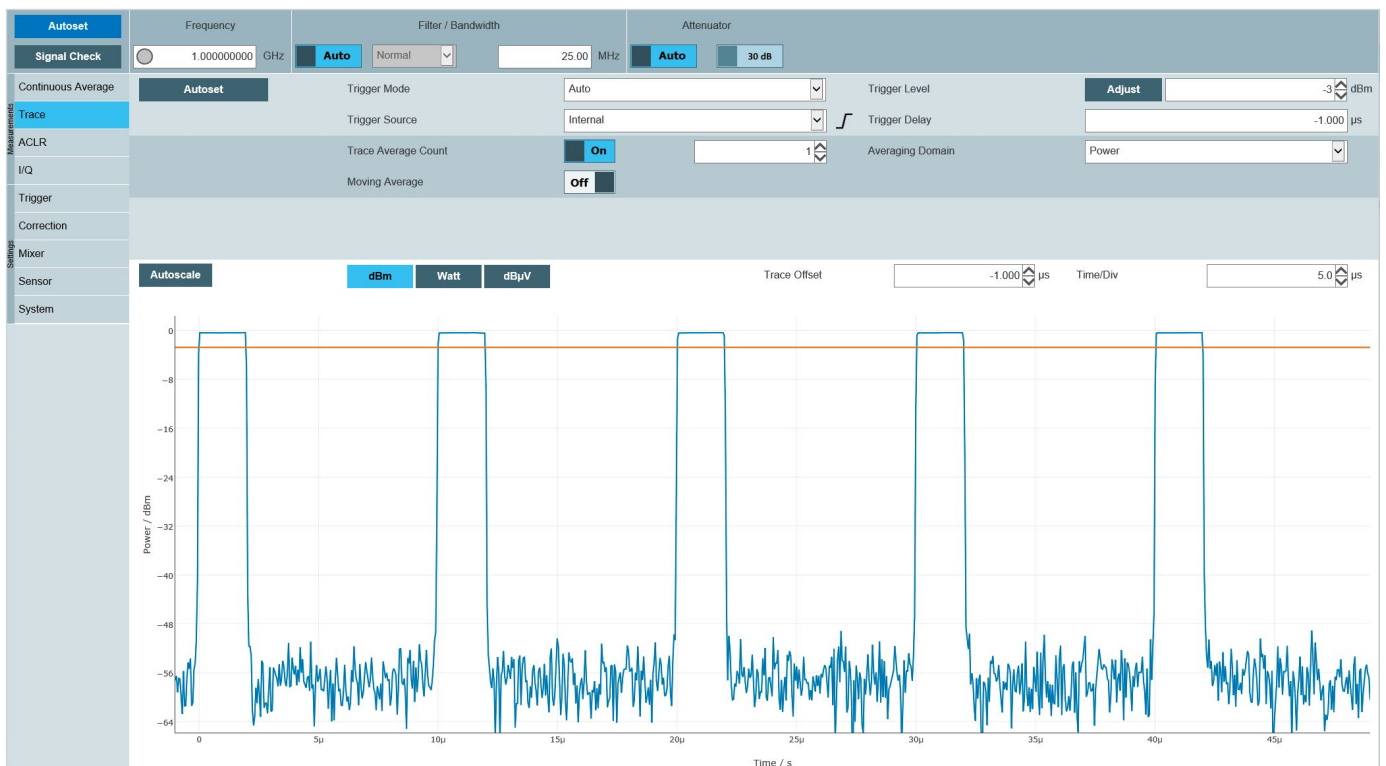 Autoset Frequency Filter / Bandwidth Attenuator
Signal Check 1.000000000 GHz Auto Normal 25.00 MHz Auto 30 dB
Measurements
Continuous Average
Trace
ACLR
I/Q
Settings
Trigger
Correction
Mixer
Sensor
System
Autoset Trigger Mode Auto Trigger Level Adjust -3 dBm
Trigger Source Internal Trigger Delay -1.000 µs
Trace Average Count On 1 Averaging Domain Power
Moving Average Off
Autoscale dBm Watt dBµV Trace Offset -1.000 µs Time/Div 5.0 µs
Power / dBm
0
−8
−16
−24
−32
−40
−48
−56
−64
0 5µ 10µ 15µ 20µ 25µ 30µ 35µ 40µ 45µ
Time / s